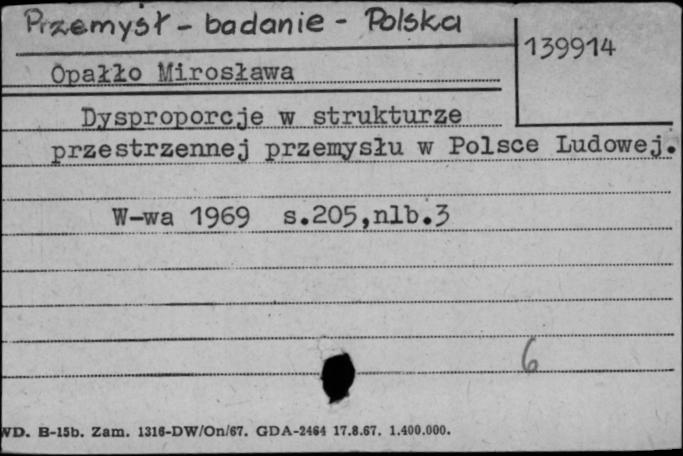 Przemysł - badanie - Polska
139914
Opałło Mirosława
Dysproporcje w strukturze
przestrzennej przemysłu w Polsce Ludowej.
W-wa 1969 s.205,nlb.3
6
WD. B-15b. Zam. 1316-DW/On/67. GDA-2464 17.8.67. 1.400.000.